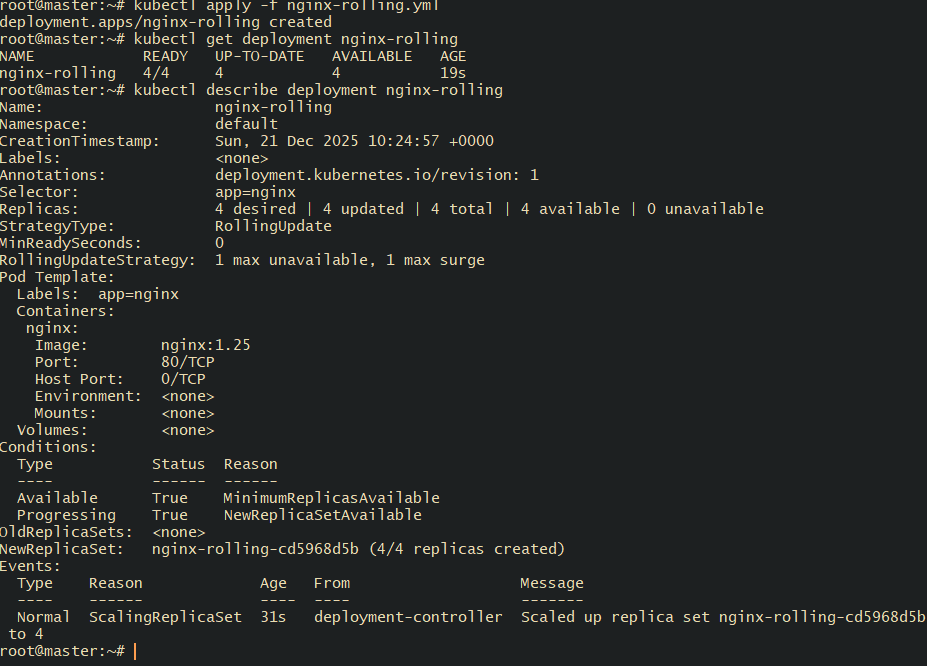 root@master:~# kubectl apply -f nginx-rolling.yml
deployment.apps/nginx-rolling created
root@master:~# kubectl get deployment nginx-rolling
NAME            READY   UP-TO-DATE   AVAILABLE   AGE
nginx-rolling   4/4     4            4           19s
root@master:~# kubectl describe deployment nginx-rolling
Name:                   nginx-rolling
Namespace:              default
CreationTimestamp:      Sun, 21 Dec 2025 10:24:57 +0000
Labels:                 <none>
Annotations:            deployment.kubernetes.io/revision: 1
Selector:               app=nginx
Replicas:               4 desired | 4 updated | 4 total | 4 available | 0 unavailable
StrategyType:           RollingUpdate
MinReadySeconds:        0
RollingUpdateStrategy:  1 max unavailable, 1 max surge
Pod Template:
  Labels:  app=nginx
  Containers:
   nginx:
    Image:        nginx:1.25
    Port:         80/TCP
    Host Port:    0/TCP
    Environment:  <none>
    Mounts:       <none>
  Volumes:        <none>
Conditions:
  Type           Status  Reason
  ----           ------  ------
  Available      True    MinimumReplicasAvailable
  Progressing    True    NewReplicaSetAvailable
OldReplicaSets:  <none>
NewReplicaSet:   nginx-rolling-cd5968d5b (4/4 replicas created)
Events:
  Type    Reason             Age   From                   Message
  ----    ------             ----  ----                   -------
  Normal  ScalingReplicaSet  31s   deployment-controller  Scaled up replica set nginx-rolling-cd5968d5b
 to 4
root@master:~#